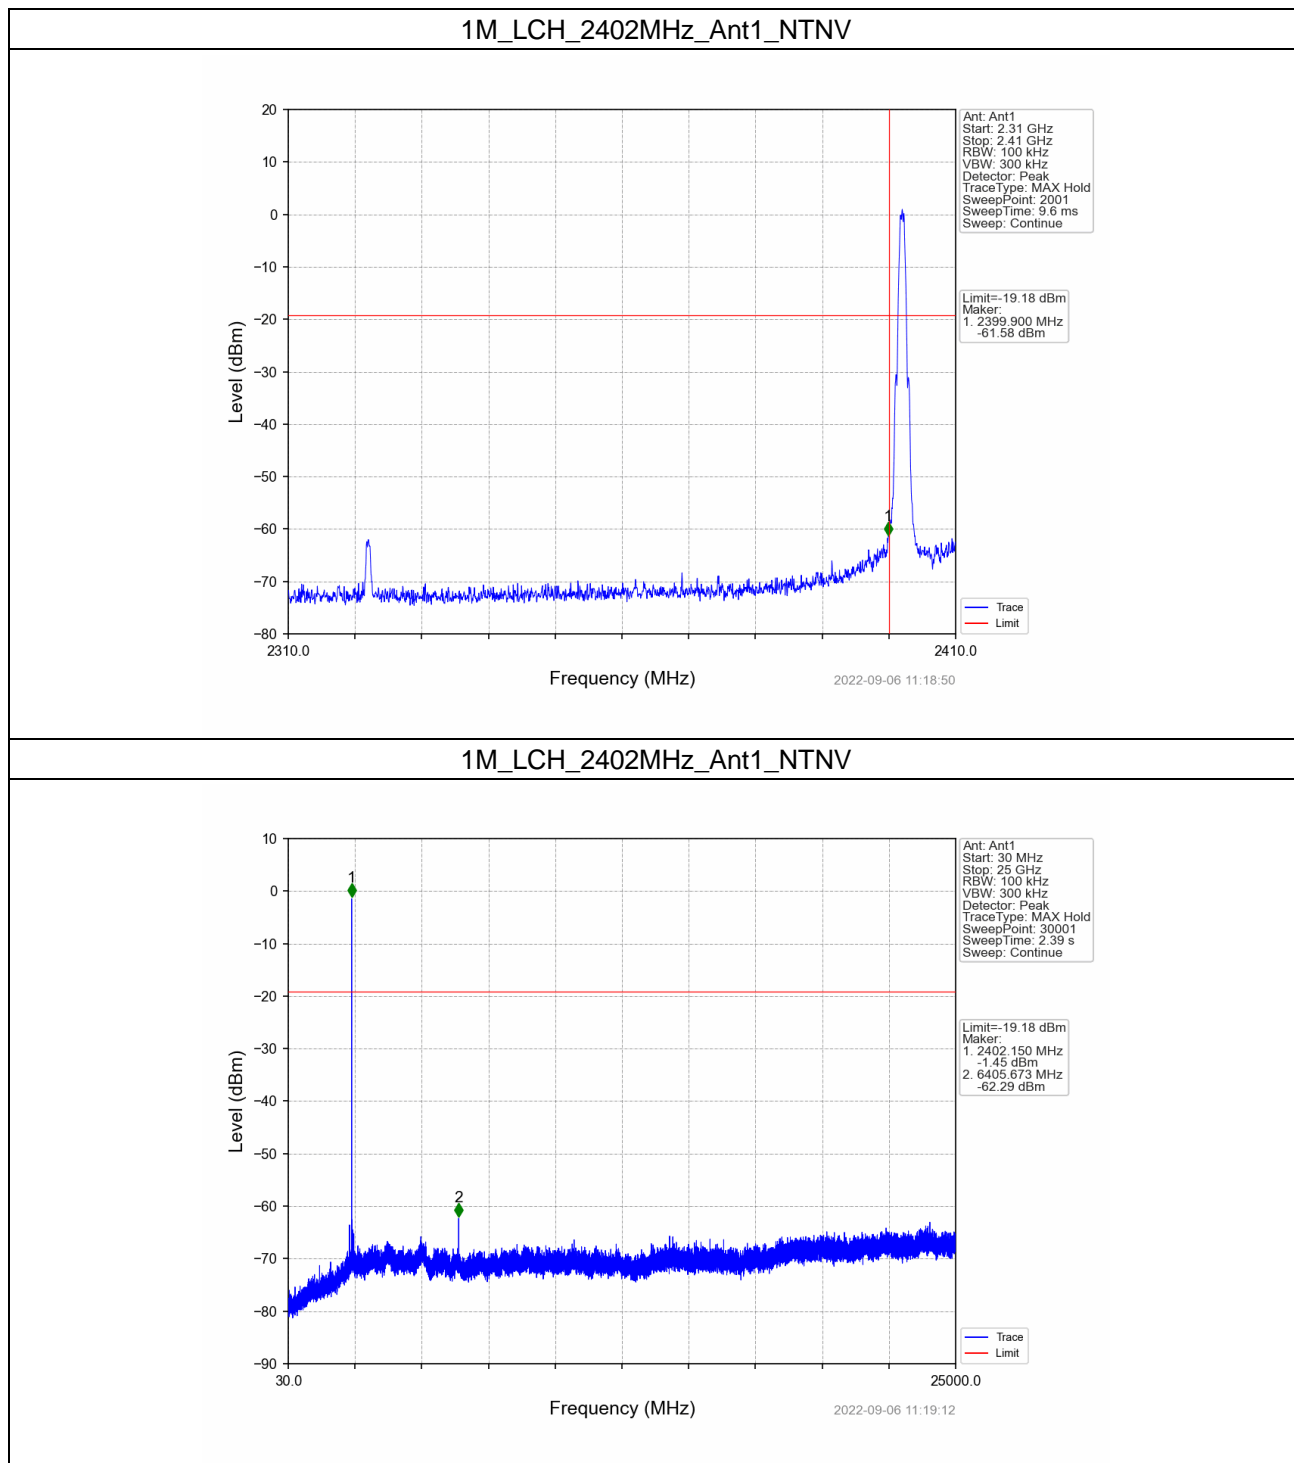 1M_LCH_2402MHz_Ant1_NTNV
20
10
0
−10
−20
−30
−40
−50
−60
−70
−80
Level (dBm)
1
2310.0
2410.0
Frequency (MHz)
2022-09-06 11:18:50
Ant: Ant1
Start: 2.31 GHz
Stop: 2.41 GHz
RBW: 100 kHz
VBW: 300 kHz
Detector: Peak
TraceType: MAX Hold
SweepPoint: 2001
SweepTime: 9.6 ms
Sweep: Continue
Limit=-19.18 dBm
Maker:
1. 2399.900 MHz
-61.58 dBm
Trace
Limit
1M_LCH_2402MHz_Ant1_NTNV
10
0
−10
−20
−30
−40
−50
−60
−70
−80
−90
Level (dBm)
1
2
30.0
25000.0
Frequency (MHz)
2022-09-06 11:19:12
Ant: Ant1
Start: 30 MHz
Stop: 25 GHz
RBW: 100 kHz
VBW: 300 kHz
Detector: Peak
TraceType: MAX Hold
SweepPoint: 30001
SweepTime: 2.39 s
Sweep: Continue
Limit=-19.18 dBm
Maker:
1. 2402.150 MHz
-1.45 dBm
2. 6405.673 MHz
-62.29 dBm
Trace
Limit